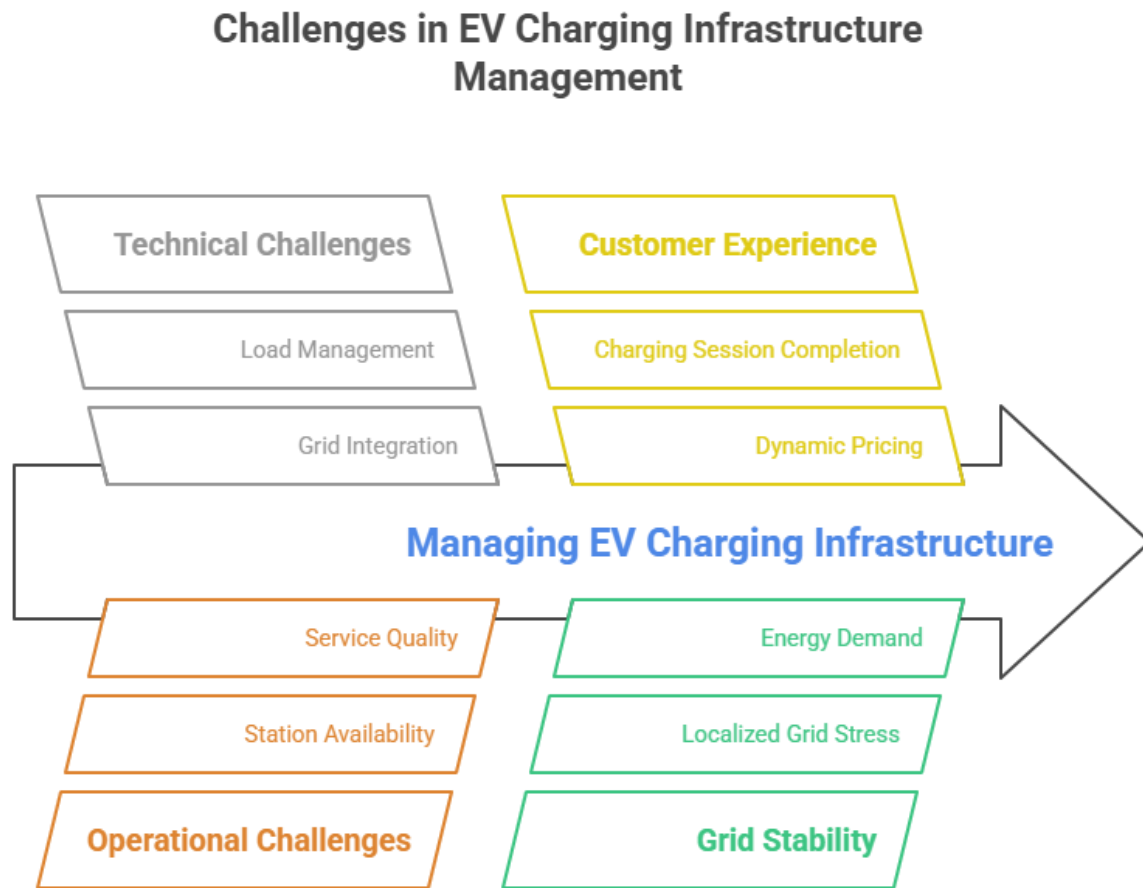 Challenges in EV Charging Infrastructure
Management
Technical Challenges
Load Management
Grid Integration
Customer Experience
Charging Session Completion
Dynamic Pricing
Managing EV Charging Infrastructure
Service Quality
Station Availability
Operational Challenges
Energy Demand
Localized Grid Stress
Grid Stability